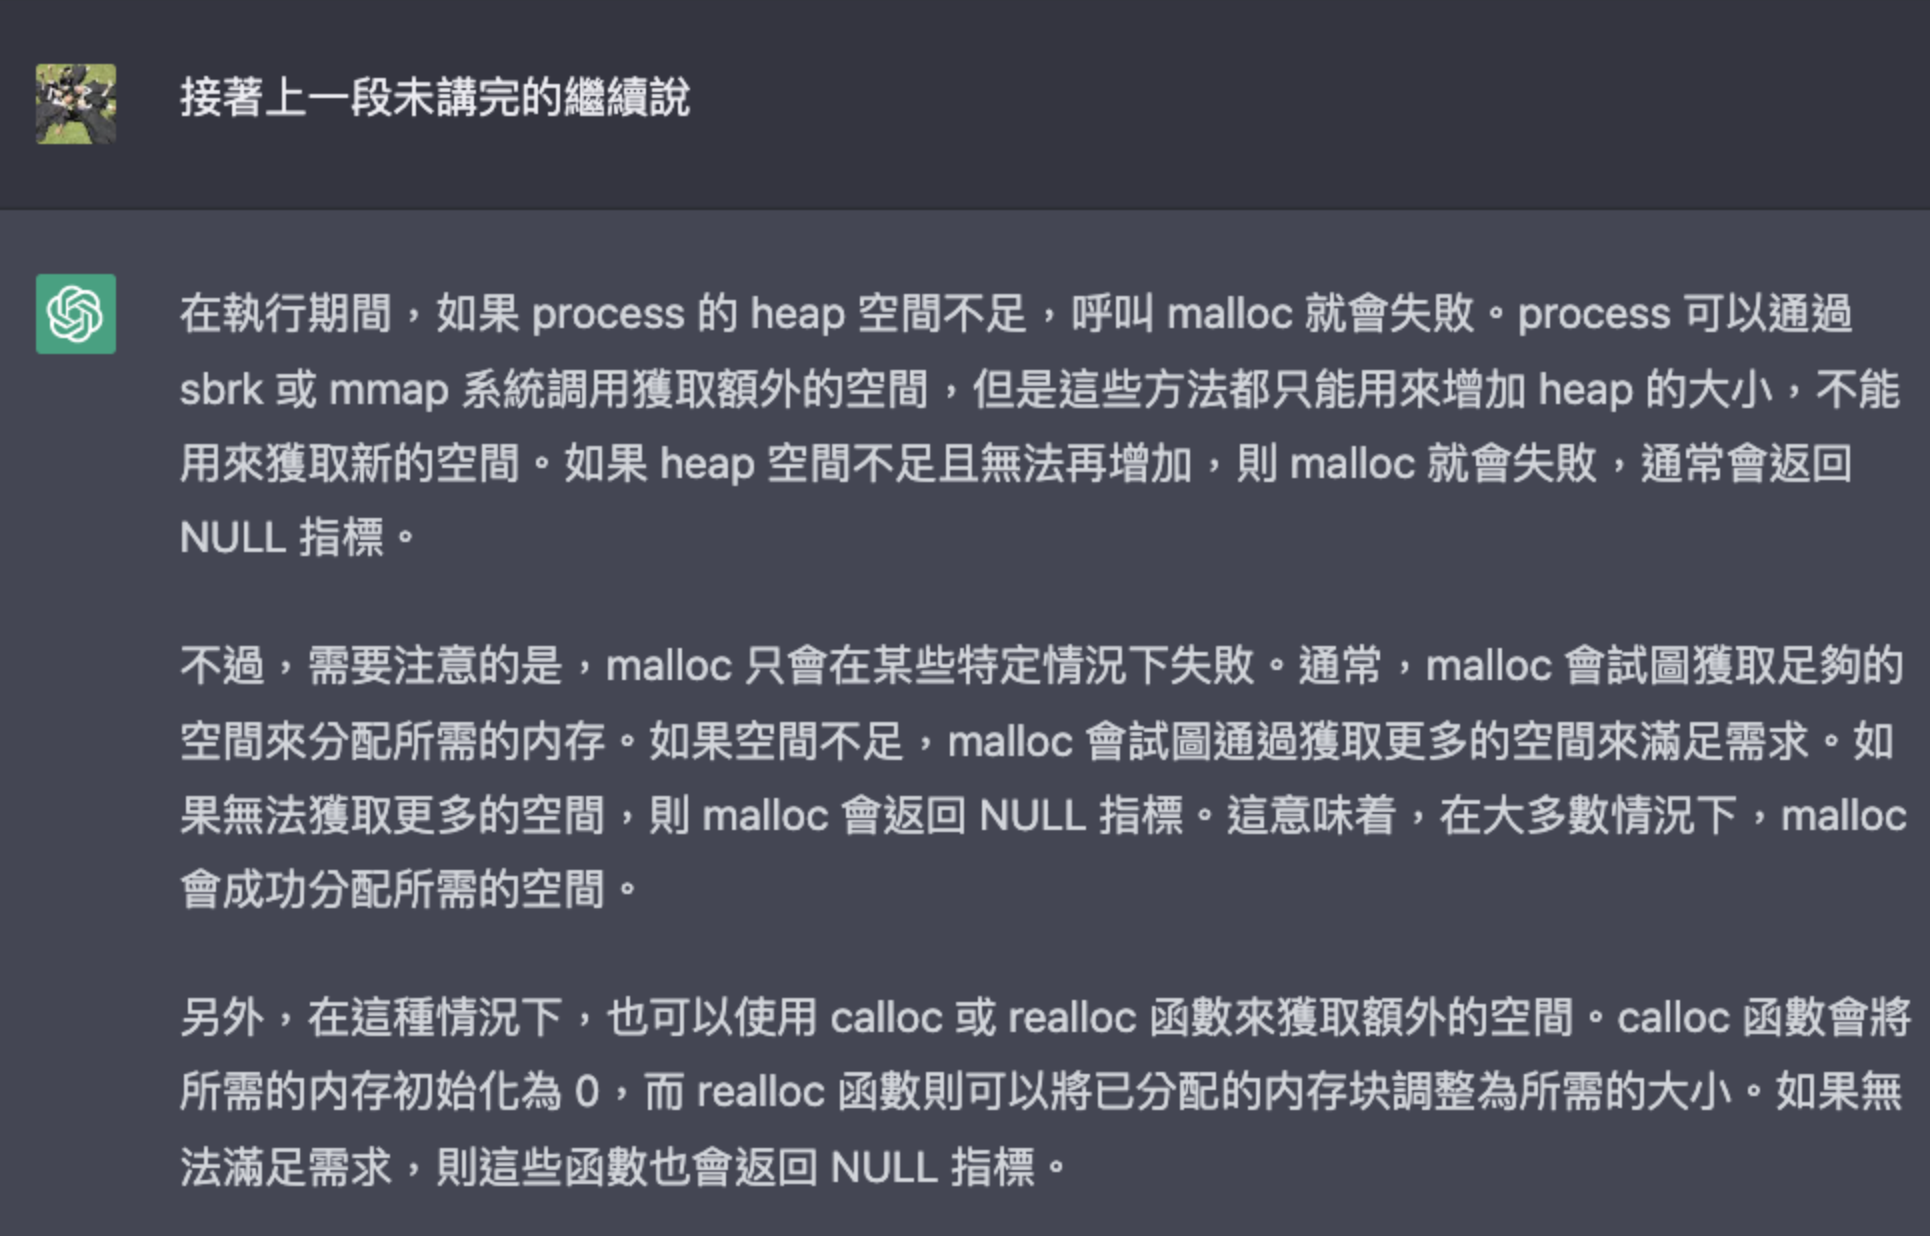 接著上一段未講完的繼續說
在執行期間，如果 process 的 heap 空間不足，呼叫 malloc 就會失敗。process 可以通過
sbrk 或 mmap 系統調用獲取額外的空間，但是這些方法都只能用來增加 heap 的大小，不能
用來獲取新的空間。如果 heap 空間不足且無法再增加，則 malloc 就會失敗，通常會返回
NULL 指標。
不過，需要注意的是，malloc 只會在某些特定情況下失敗。通常，malloc 會試圖獲取足夠的
空間來分配所需的内存。如果空間不足，malloc 會試圖通過獲取更多的空間來滿足需求。如
果無法獲取更多的空間，則 malloc 會返回 NULL 指標。這意味着，在大多數情況下，malloc
會成功分配所需的空間。
另外，在這種情況下，也可以使用 calloc 或 realloc 函數來獲取額外的空間。calloc 函數會將
所需的内存初始化為 0，而 realloc 函數則可以將已分配的内存块調整為所需的大小。如果無
法滿足需求，則這些函數也會返回 NULL 指標。